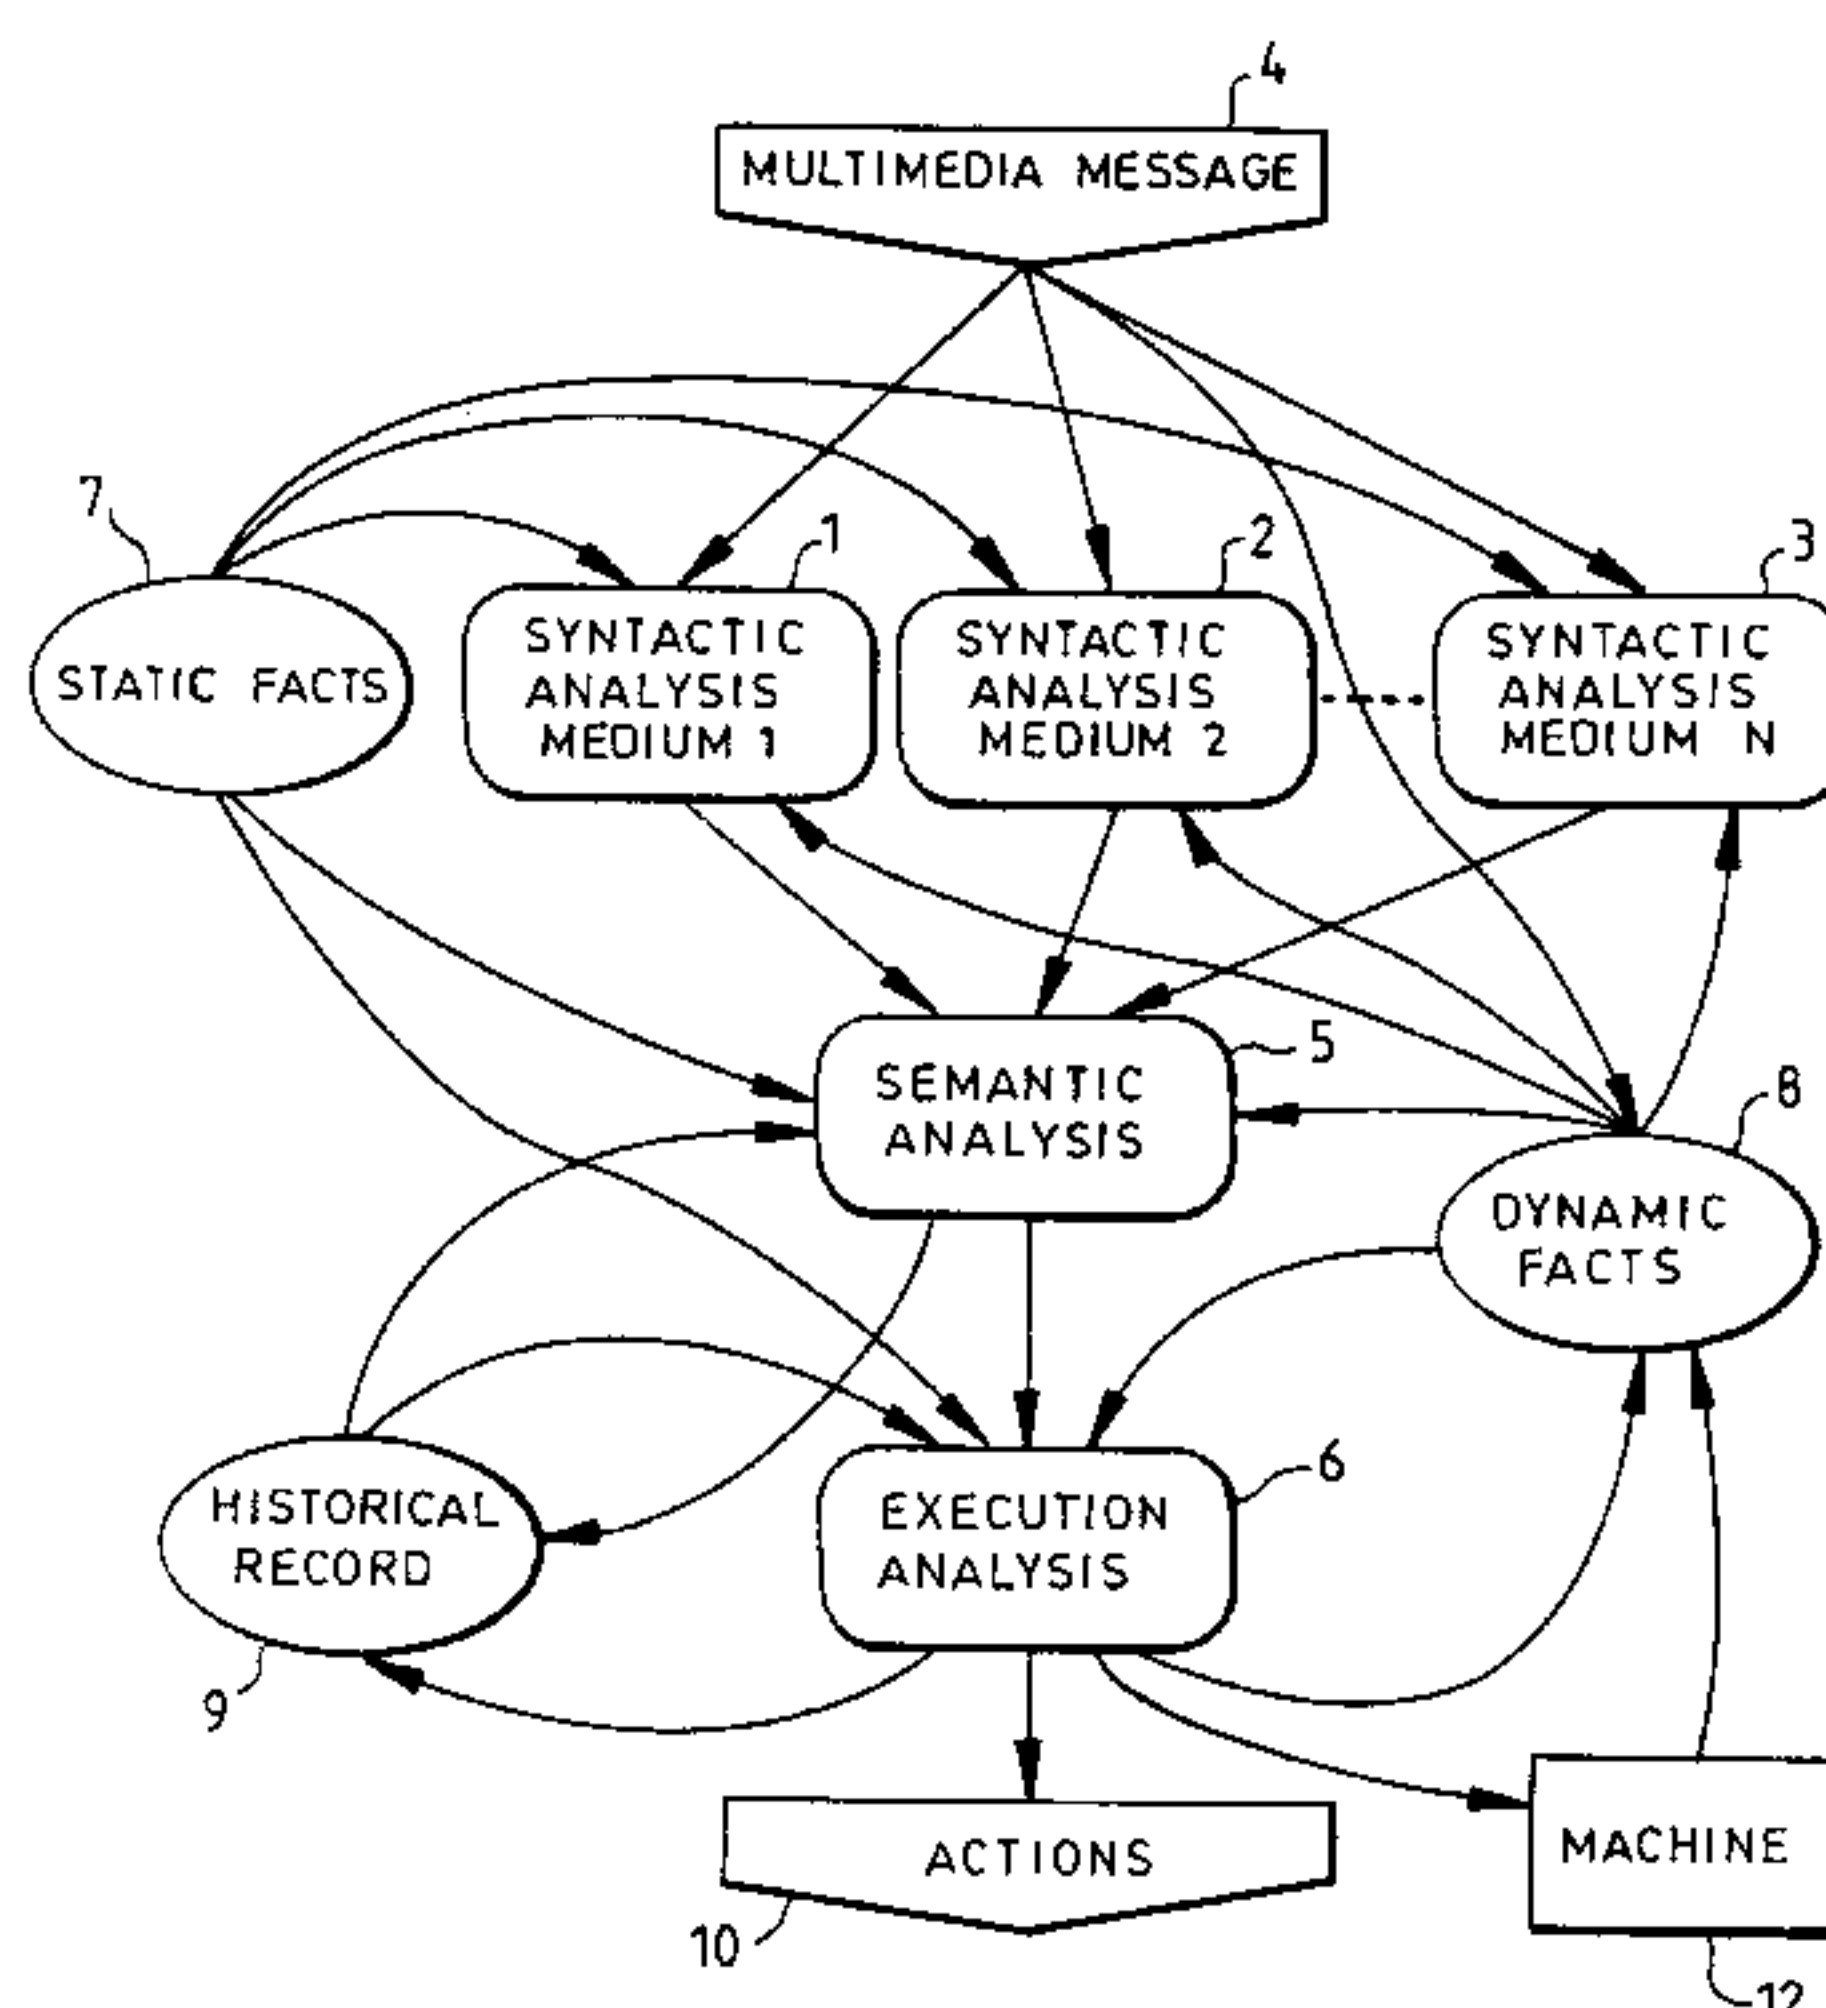 4
MULTIMEDIA MESSAGE
7
1
2
3
STATIC FACTS
SYNTACTIC
ANALYSIS
MEDIUM 1
SYNTACTIC
ANALYSIS
MEDIUM 2
SYNTACTIC
ANALYSIS
MEDIUM N
5
SEMANTIC
ANALYSIS
8
DYNAMIC
FACTS
6
HISTORICAL
RECORD
EXECUTION
ANALYSIS
9
ACTIONS
MACHINE
10
12